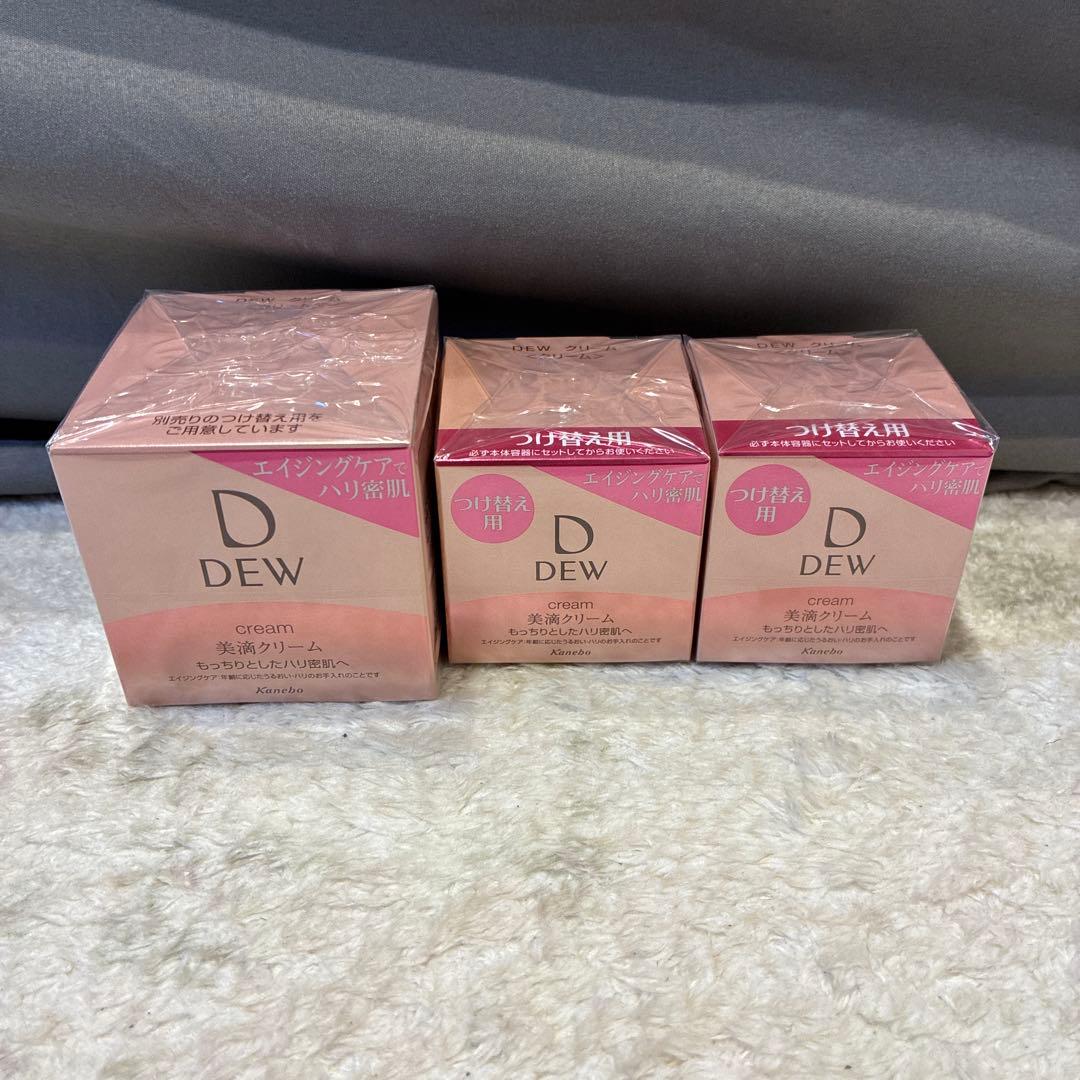 DEW クリーム
別売りのつけ替え用を
ご用意しています
エイジングケアで
ハリ密肌
D
DEW
cream
美滴クリーム
もっちりとしたハリ密肌へ
エイジングケア:年齢に応じたうるおい・ハリのお手入れのことです
Kanebo
DEW クリーム
<クリーム>
つけ替え用
必ず本体容器にセットしてからお使いください
エイジングケアで
ハリ密肌
つけ替え
用
D
DEW
cream
美滴クリーム
もっちりとしたハリ密肌へ
エイジングケア:年齢に応じたうるおい・ハリのお手入れのことです
Kanebo
DEW クリーム
<クリーム>
つけ替え用
必ず本体容器にセットしてからお使いください
エイジングケアで
ハリ密肌
つけ替え
用
D
DEW
cream
美滴クリーム
もっちりとしたハリ密肌へ
エイジングケア:年齢に応じたうるおい・ハリのお手入れのことです
Kanebo